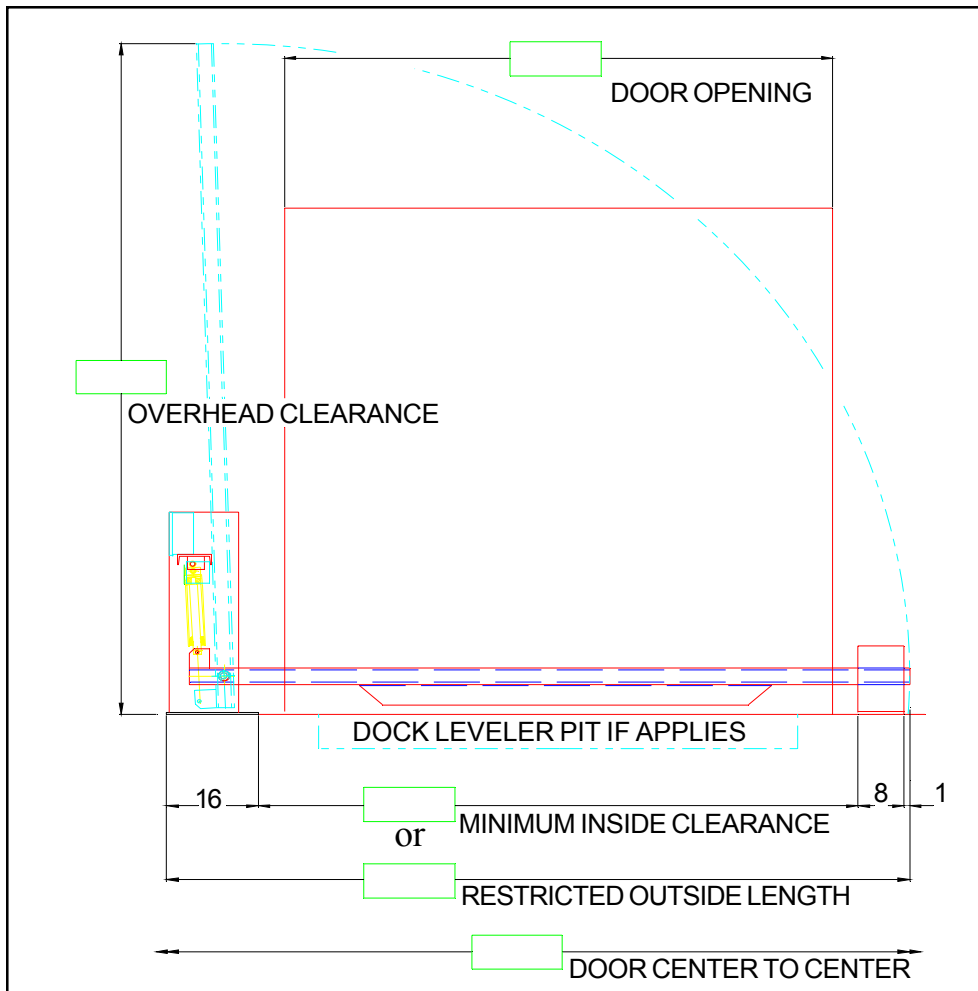 DOOR OPENING
OVERHEAD CLEARANCE
DOCK LEVELER PIT IF APPLIES
16
8
1
MINIMUM INSIDE CLEARANCE
or
RESTRICTED OUTSIDE LENGTH
DOOR CENTER TO CENTER